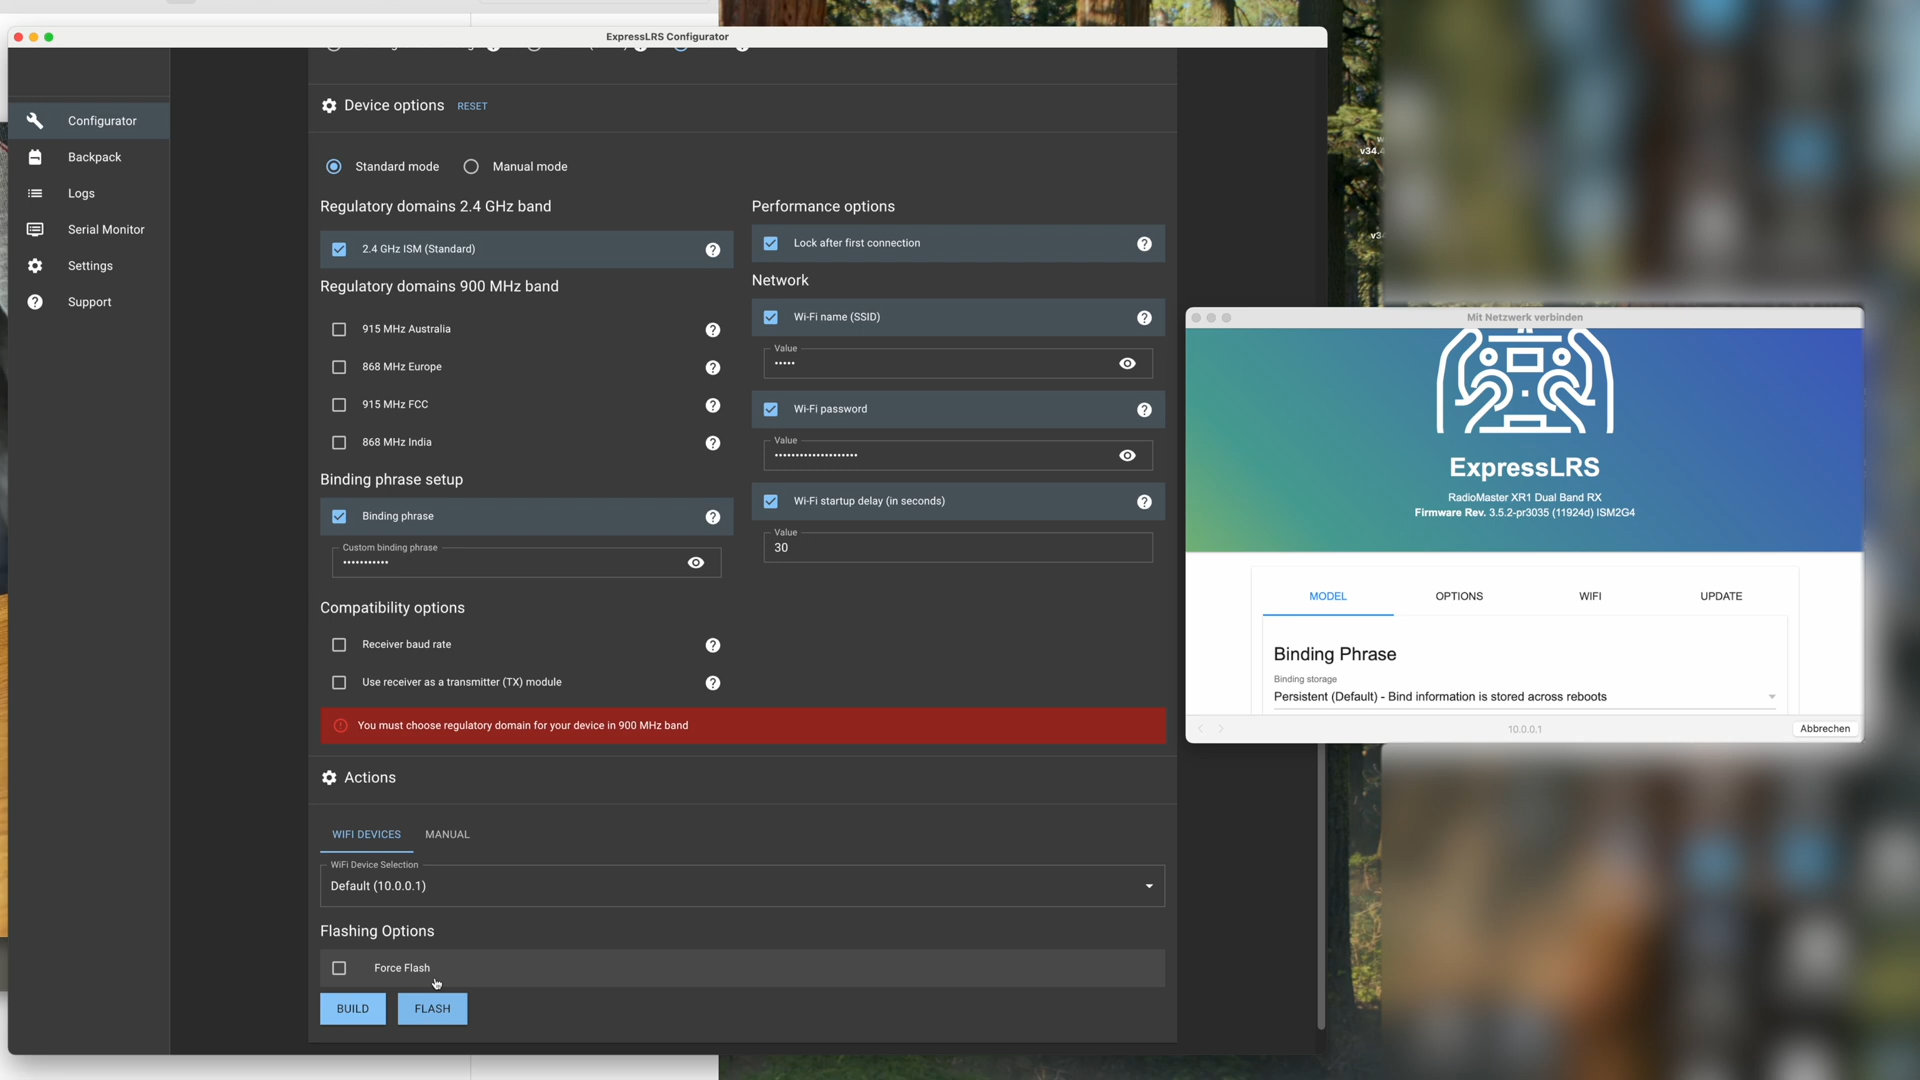 ExpressLRS Configurator
Configurator
Backpack
Logs
Serial Monitor
Settings
Support
Device options RESET
Standard mode
Manual mode
Regulatory domains 2.4 GHz band
2.4 GHz ISM (Standard)
Regulatory domains 900 MHz band
915 MHz Australia
868 MHz Europe
915 MHz FCC
868 MHz India
Binding phrase setup
Binding phrase
Custom binding phrase
•••••••••••
Compatibility options
Receiver baud rate
Use receiver as a transmitter (TX) module
Performance options
Lock after first connection
Network
Wi-Fi name (SSID)
Value
•••••
Wi-Fi password
Value
••••••••••••••••••••
Wi-Fi startup delay (in seconds)
Value
30
You must choose regulatory domain for your device in 900 MHz band
Actions
WIFI DEVICES
MANUAL
WiFi Device Selection
Default (10.0.0.1)
Flashing Options
Force Flash
BUILD
FLASH
Mit Netzwerk verbinden
ExpressLRS
RadioMaster XR1 Dual Band RX
Firmware Rev. 3.5.2-pr3035 (11924d) ISM2G4
MODEL
OPTIONS
WIFI
UPDATE
Binding Phrase
Binding storage
Persistent (Default) - Bind information is stored across reboots
10.0.0.1
Abbrechen